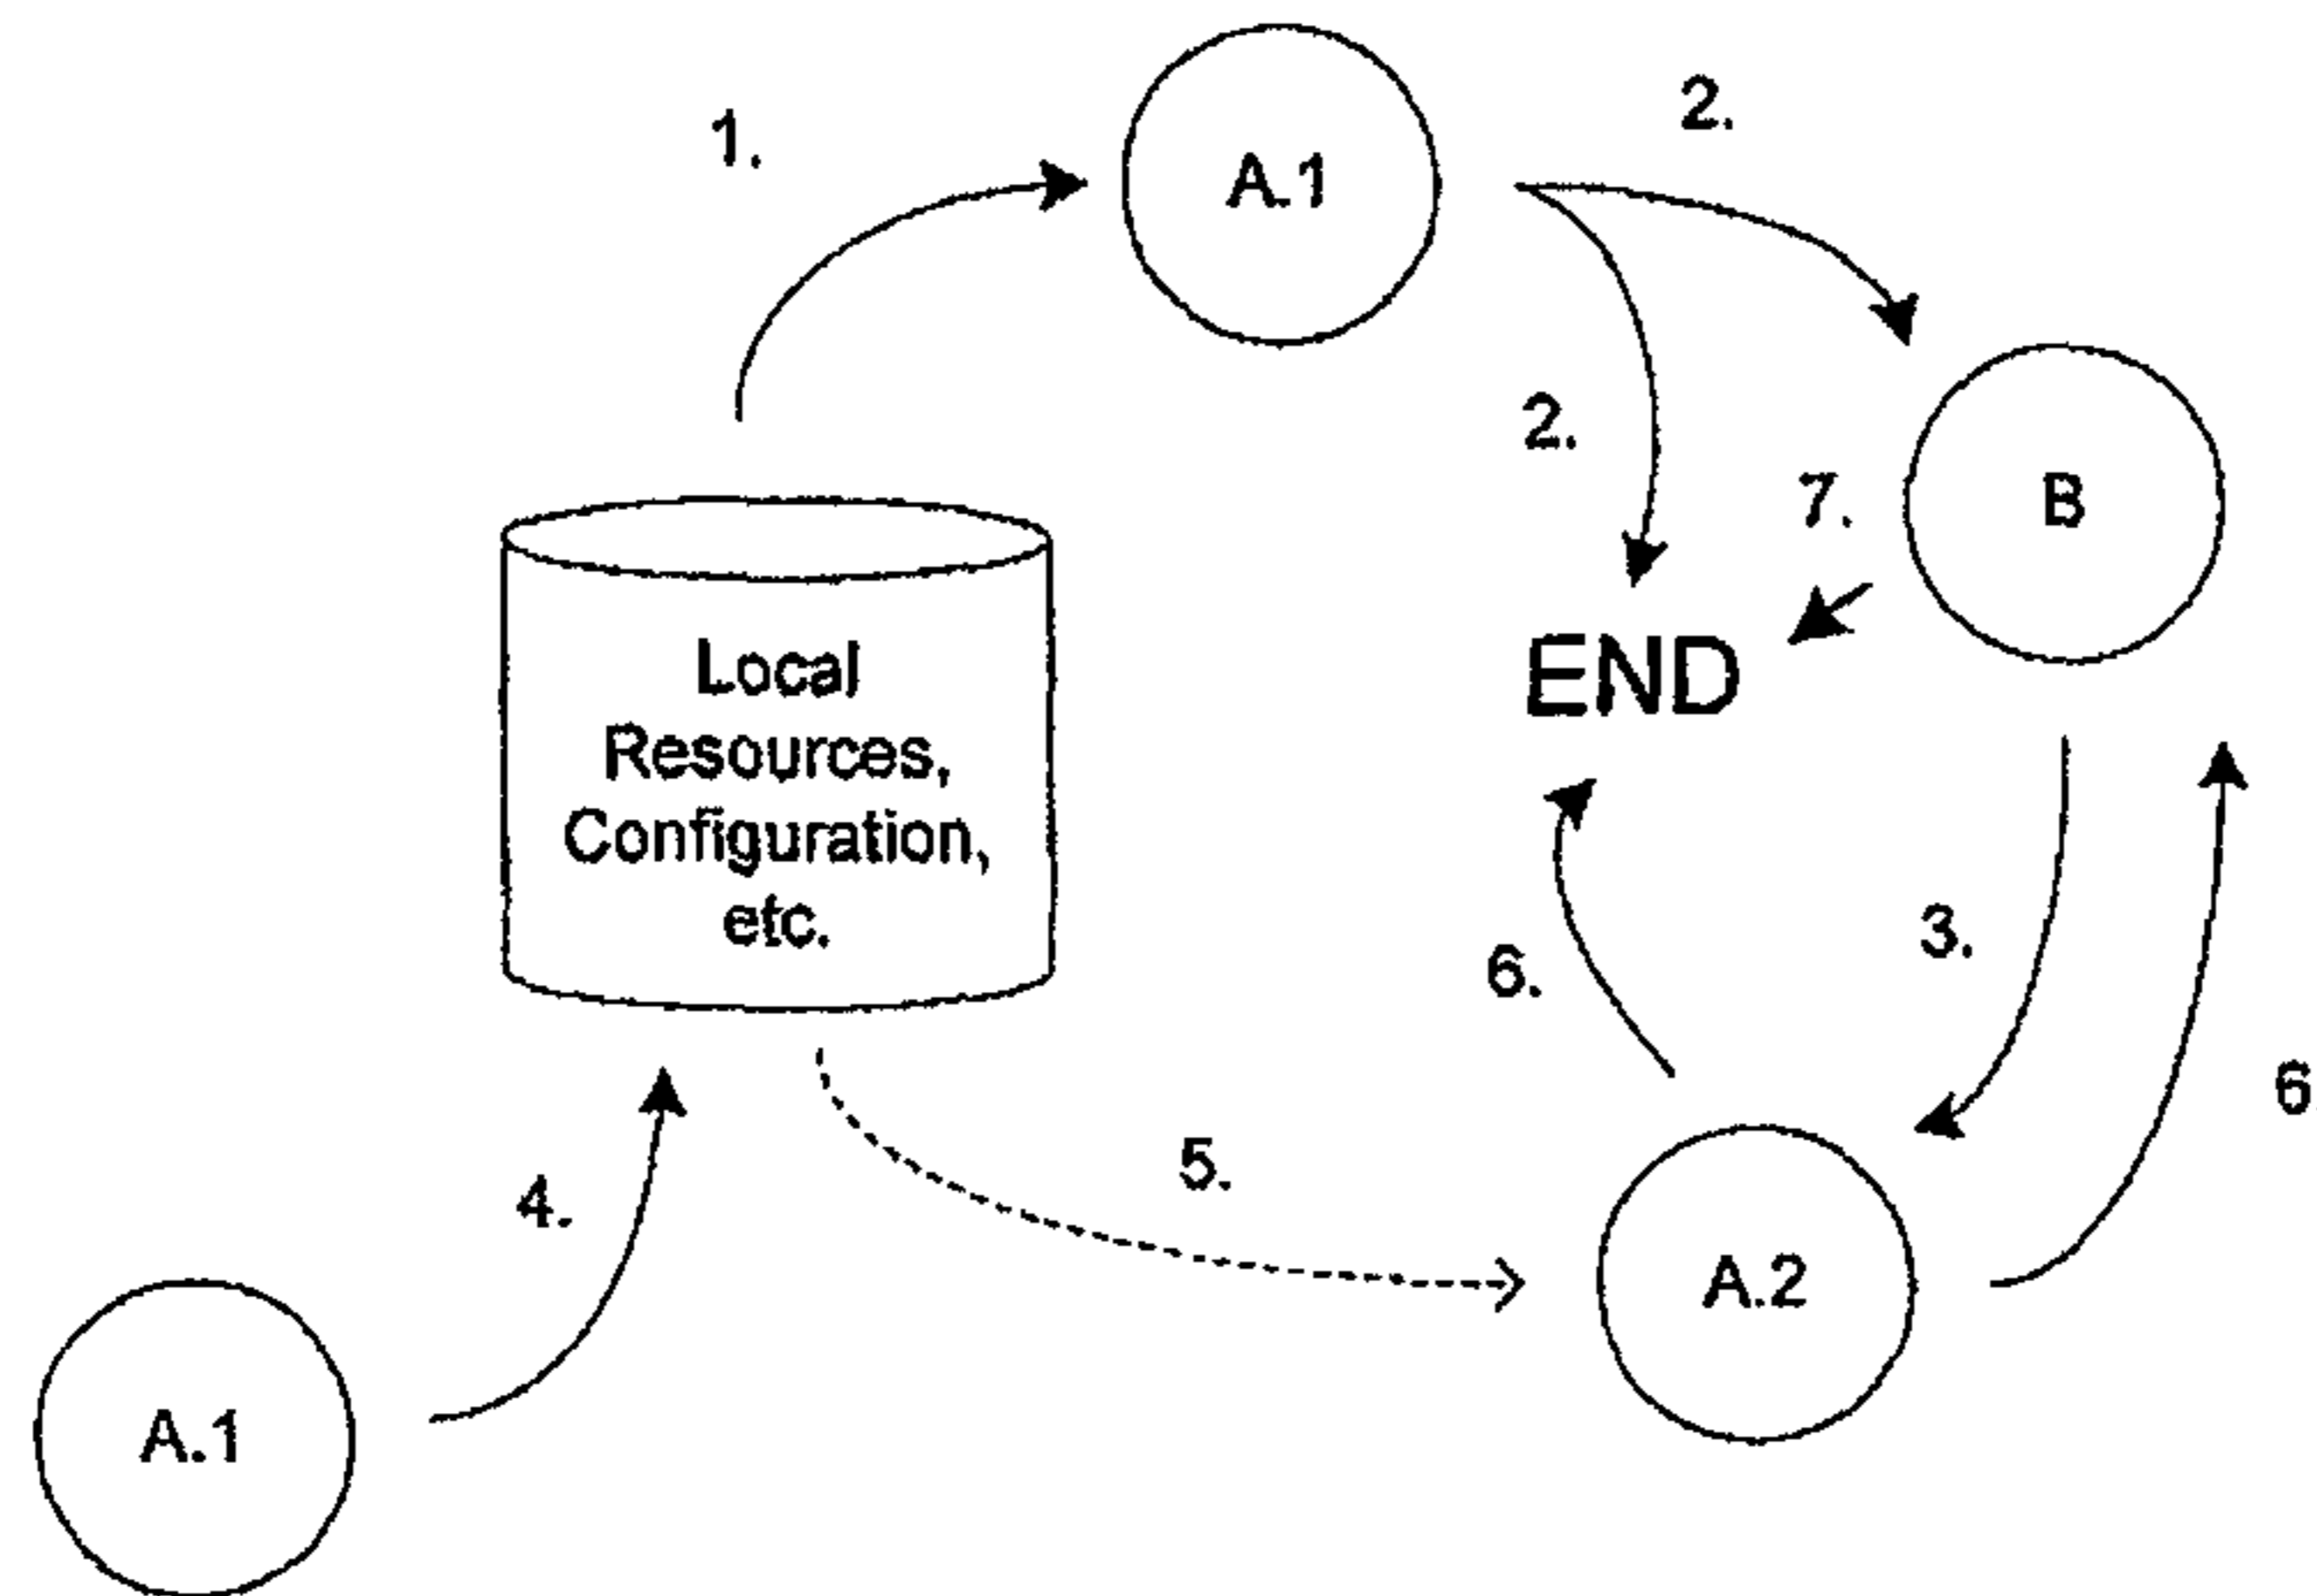 1.
A.1
2.
2.
7.
B
Local
Resources,
Configuration,
etc.
END
3.
6.
6.
4.
5.
A.2
A.1